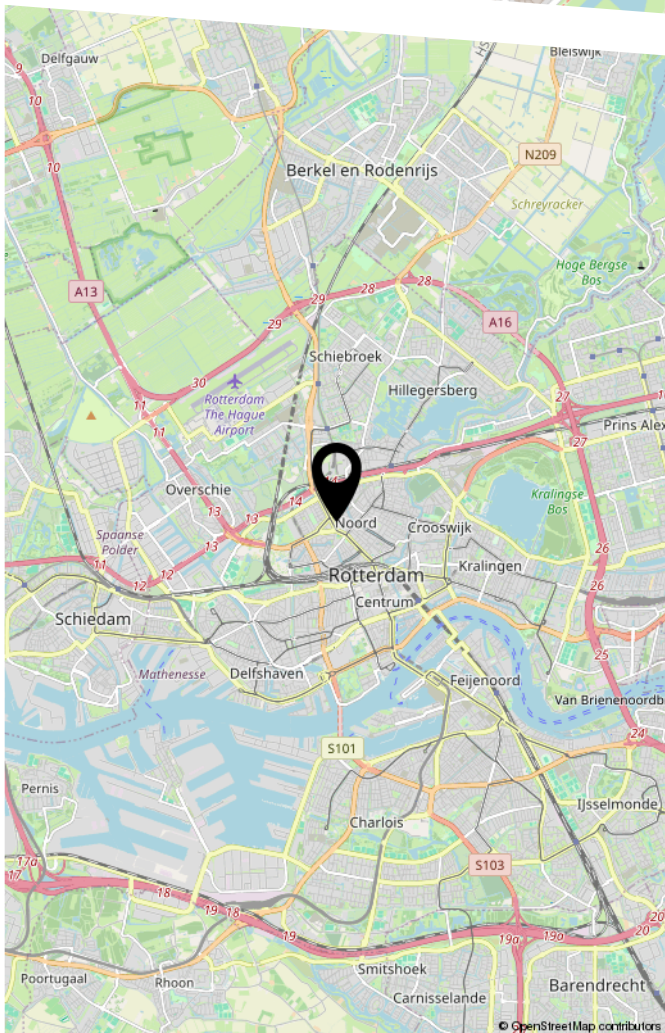 Delfgauw
HS
Bleiswijk
9
10
10
N209
Berkel en Rodenrijs
Schreyracker
Hoge Bergse
Bos
A13
28
28
29
29
A16
Schiebroek
30
11
Rotterdam
The Hague
Airport
Hillegersberg
27
11
Prins Alex
27
Overschie
14
13
13
Kralingse
Bos
Noord
Crooswijk
Spaanse
Polder
13
12
12
26
Kralingen
Rotterdam
26
Centrum
Schiedam
25
Mathenesse
Delfshaven
Feijenoord
Van Brienenoordb
24
S101
Pernis
IJsselmonde
Charlois
17a
17
S103
18
19
18
19
19a
19a
20
20
Smitshoek
Poortugaal
Rhoon
Barendrecht
Carnisselande
© OpenStreetMap contributors